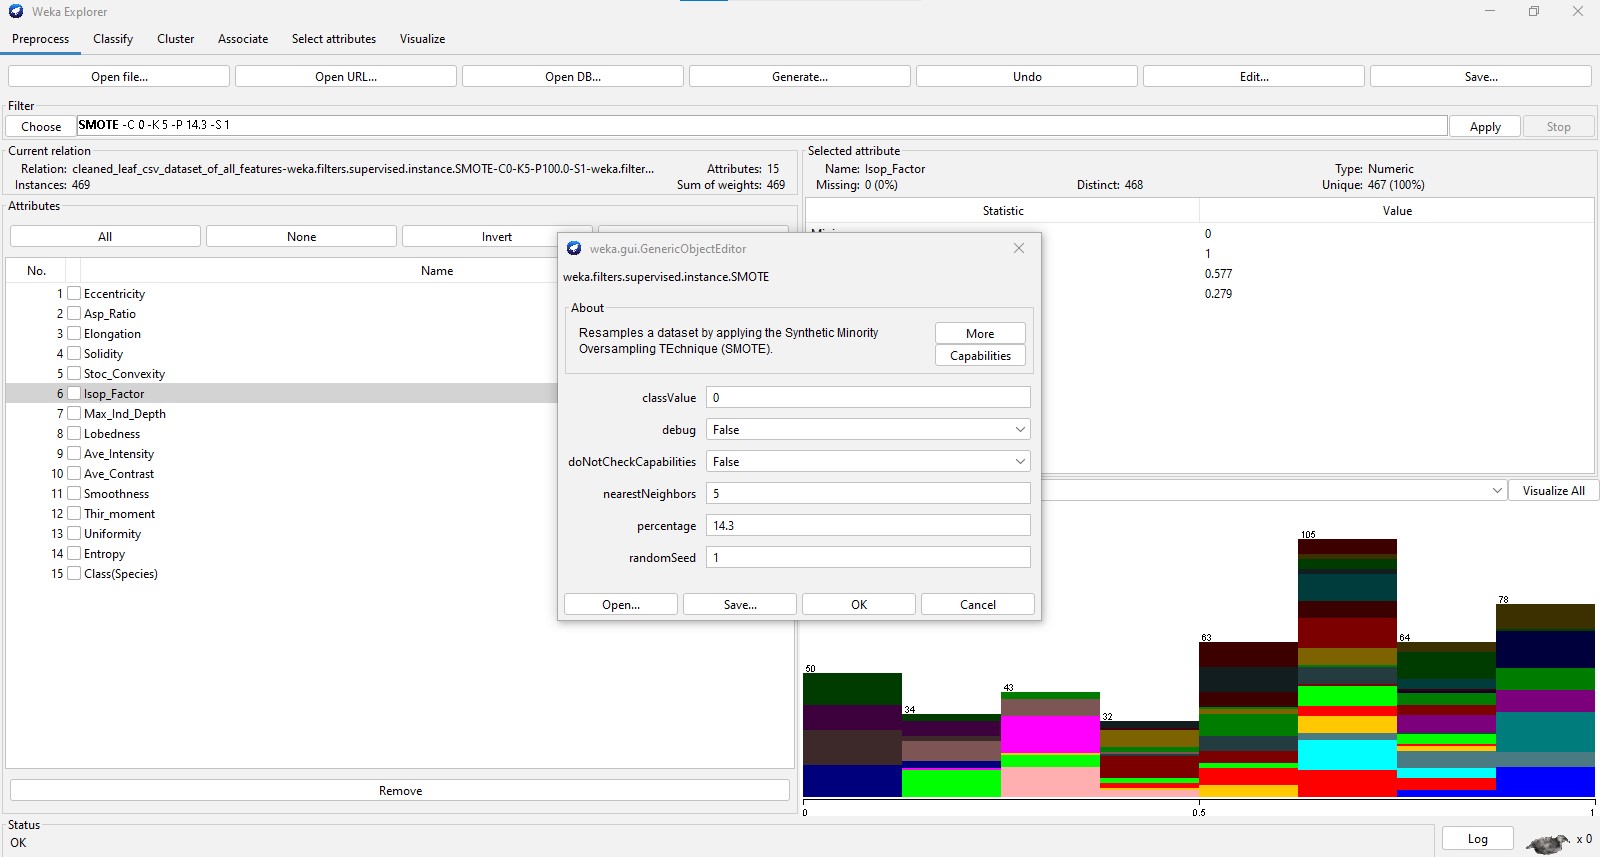 Weka Explorer
Preprocess Classify Cluster Associate Select attributes Visualize
Open file... Open URL... Open DB... Generate... Undo Edit... Save...
Filter
Choose SMOTE -C 0 -K 5 -P 14.3 -S 1 Apply Stop
Current relation
Relation: cleaned_leaf_csv_dataset_of_all_features-weka.filters.supervised.instance.SMOTE-C0-K5-P100.0-S1-weka.filter... Attributes: 15
Instances: 469 Sum of weights: 469
Selected attribute
Name: Isop_Factor Type: Numeric
Missing: 0 (0%) Distinct: 468 Unique: 467 (100%)
Attributes
All None Invert
Statistic Value
0
1
0.577
0.279
No. Name
1 Eccentricity
2 Asp_Ratio
3 Elongation
4 Solidity
5 Stoc_Convexity
6 Isop_Factor
7 Max_Ind_Depth
8 Lobedness
9 Ave_Intensity
10 Ave_Contrast
11 Smoothness
12 Thir_moment
13 Uniformity
14 Entropy
15 Class(Species)
Remove
weka.gui.GenericObjectEditor
weka.filters.supervised.instance.SMOTE
About
Resamples a dataset by applying the Synthetic Minority
Oversampling TEchnique (SMOTE).
More
Capabilities
classValue 0
debug False
doNotCheckCapabilities False
nearestNeighbors 5
percentage 14.3
randomSeed 1
Open... Save... OK Cancel
Visualize All
50 34 43 32 63 105 64 78
0 0.5 1
Status
OK
Log x 0